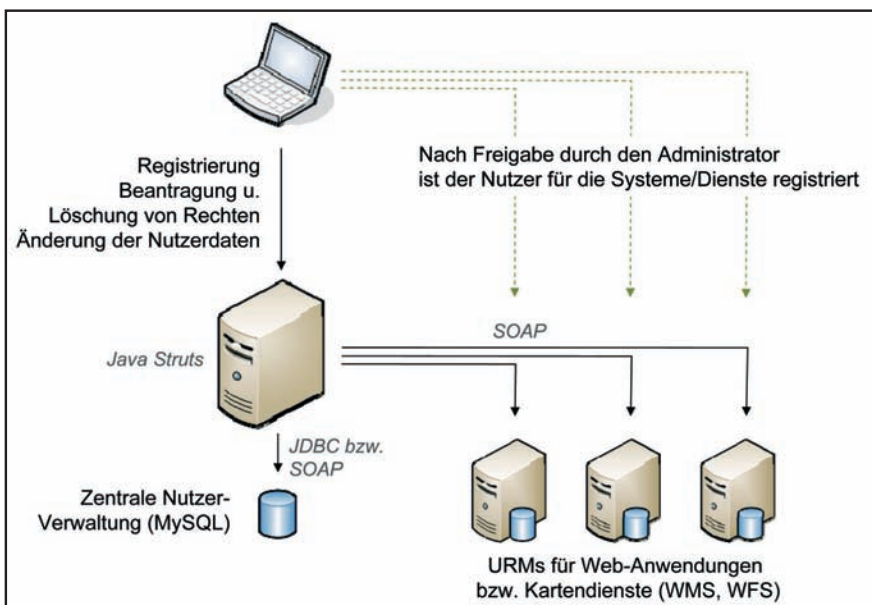 Registrierung
Beantragung u.
Löschung von Rechten
Änderung der Nutzerdaten
Nach Freigabe durch den Administrator
ist der Nutzer für die Systeme/Dienste registriert
SOAP
Java Struts
JDBC bzw.
SOAP
Zentrale Nutzer-
Verwaltung (MySQL)
URMs für Web-Anwendungen
bzw. Kartendienste (WMS, WFS)